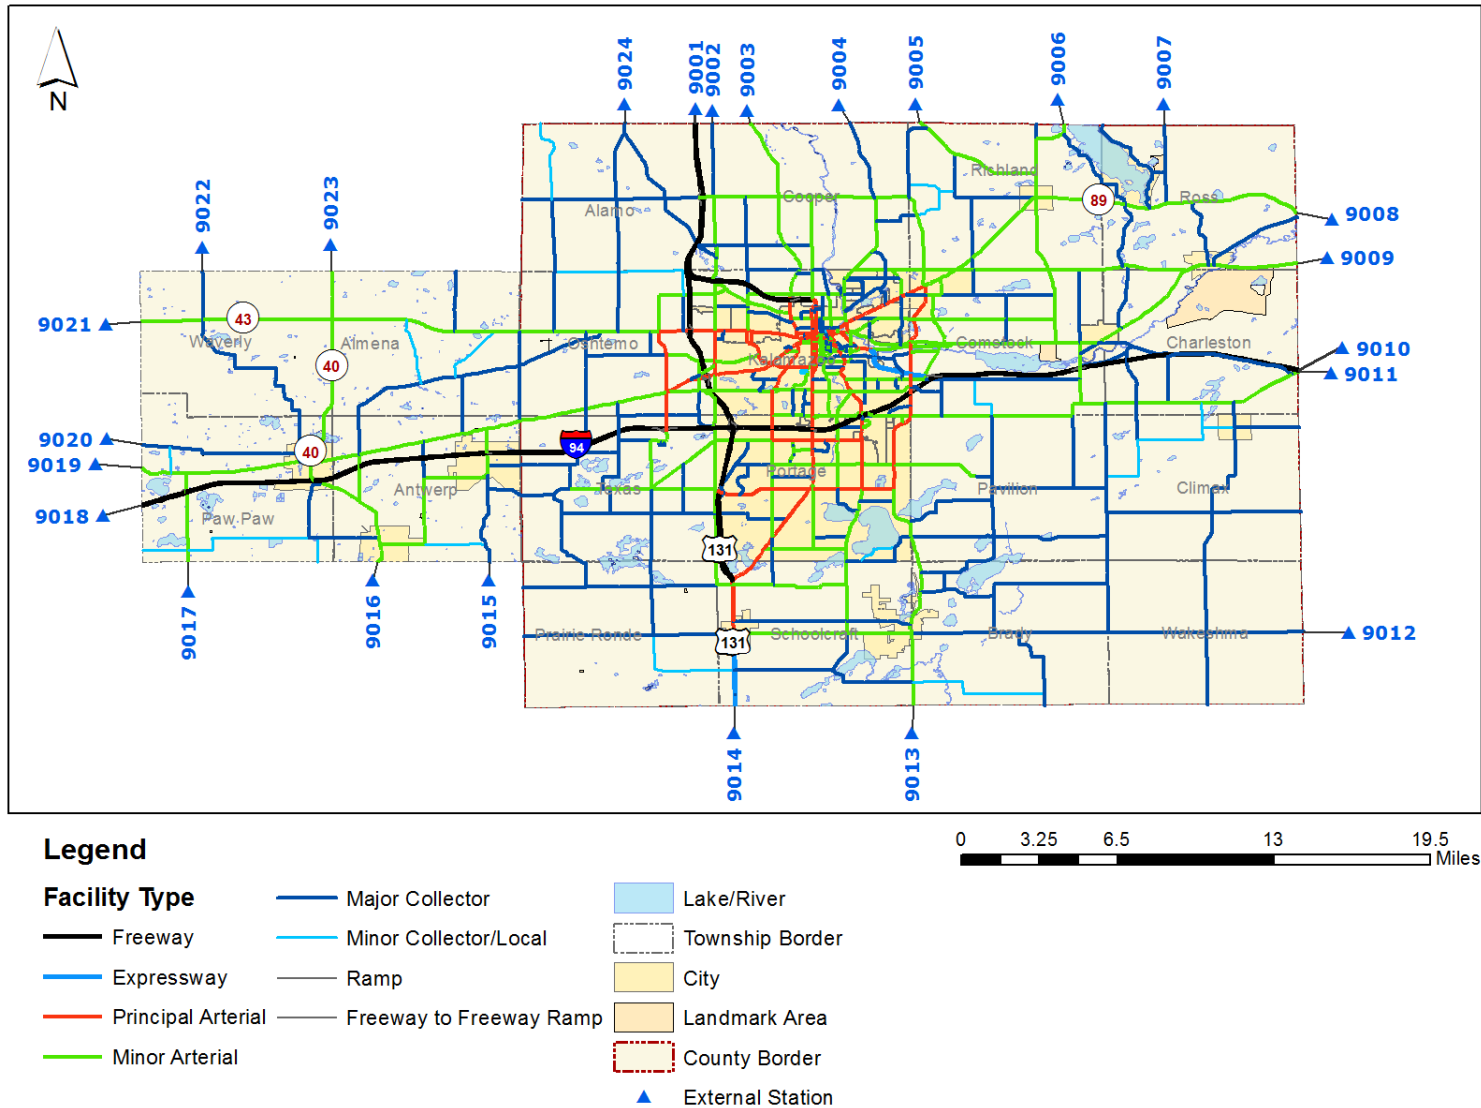 9024
9001
9002
9003
9004
9005
9006
9007
N
9022
9023
Alamo
Cooper
Richland
89
Ross
9008
9009
9021
43
Waverly
40
Almena
Oshtemo
Kalamazoo
Comstock
Charleston
9010
9011
9020
9019
9018
40
94
Antwerp
Paw Paw
Texas
Portage
Pavilion
Climax
131
9017
9016
9015
Prairie Ronde
131
Schoolcraft
Brady
Wakeshma
9012
9014
9013
Legend
Facility Type
Freeway
Expressway
Principal Arterial
Minor Arterial
Major Collector
Minor Collector/Local
Ramp
Freeway to Freeway Ramp
Lake/River
Township Border
City
Landmark Area
County Border
External Station
0 3.25 6.5 13 19.5
Miles